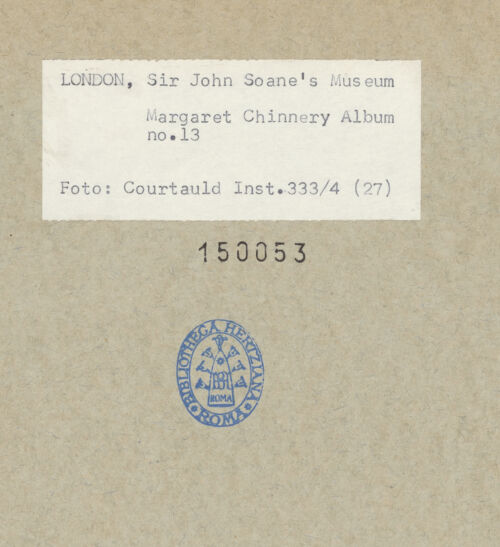 LONDON, Sir John Soane's Museum
Margaret Chinnery Album
no.13
Foto: Courtauld Inst.333/4 (27)
150053
BIBLIOTHECA HERTZIANA
ROMA
ROMA